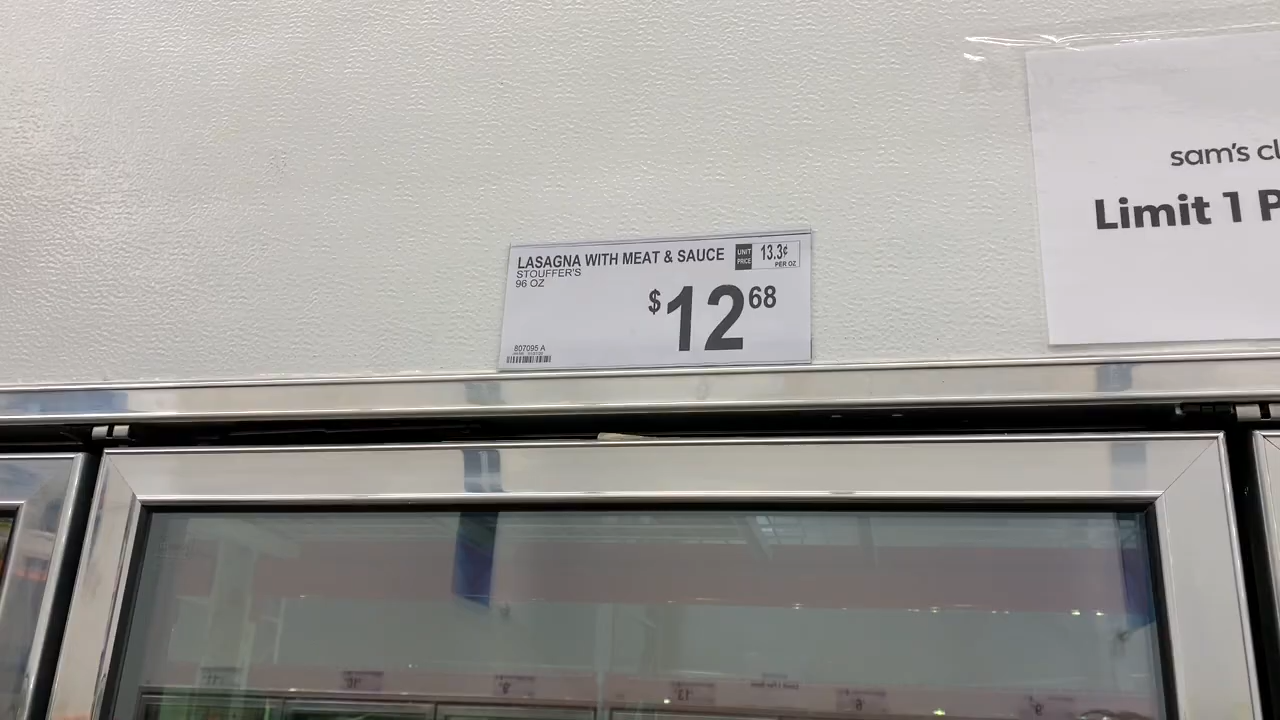 LASAGNA WITH MEAT & SAUCE
STOUFFER'S
96 OZ
UNIT
PRICE
13.3¢
PER OZ
$12 68
807095 A
sam's cl
Limit 1 P